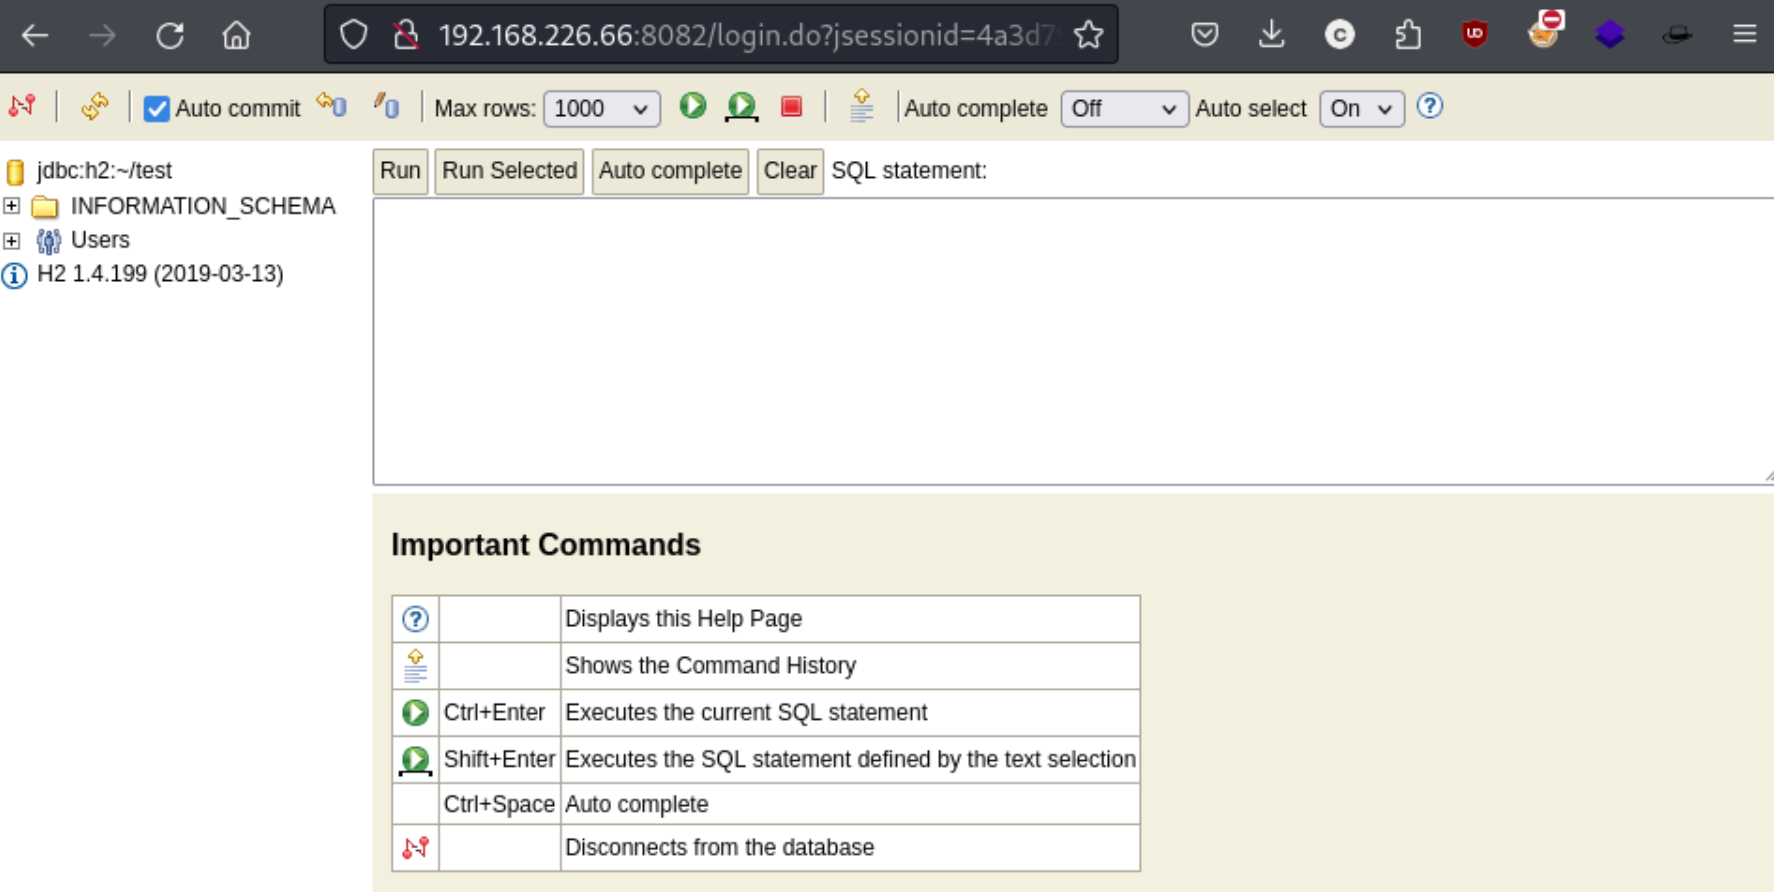 192.168.226.66:8082/login.do?jsessionid=4a3d7
Auto commit Max rows: 1000 Auto complete Off Auto select On
jdbc:h2:~/test
INFORMATION_SCHEMA
Users
H2 1.4.199 (2019-03-13)
Run Run Selected Auto complete Clear SQL statement:
Important Commands
Displays this Help Page
Shows the Command History
Ctrl+Enter Executes the current SQL statement
Shift+Enter Executes the SQL statement defined by the text selection
Ctrl+Space Auto complete
Disconnects from the database